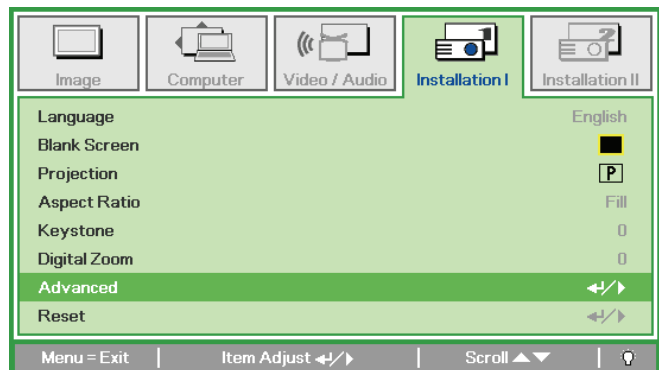 Image Computer Video / Audio Installation I Installation II
Language English
Blank Screen
Projection P
Aspect Ratio Fill
Keystone 0
Digital Zoom 0
Advanced
Reset
Menu = Exit Item Adjust Scroll